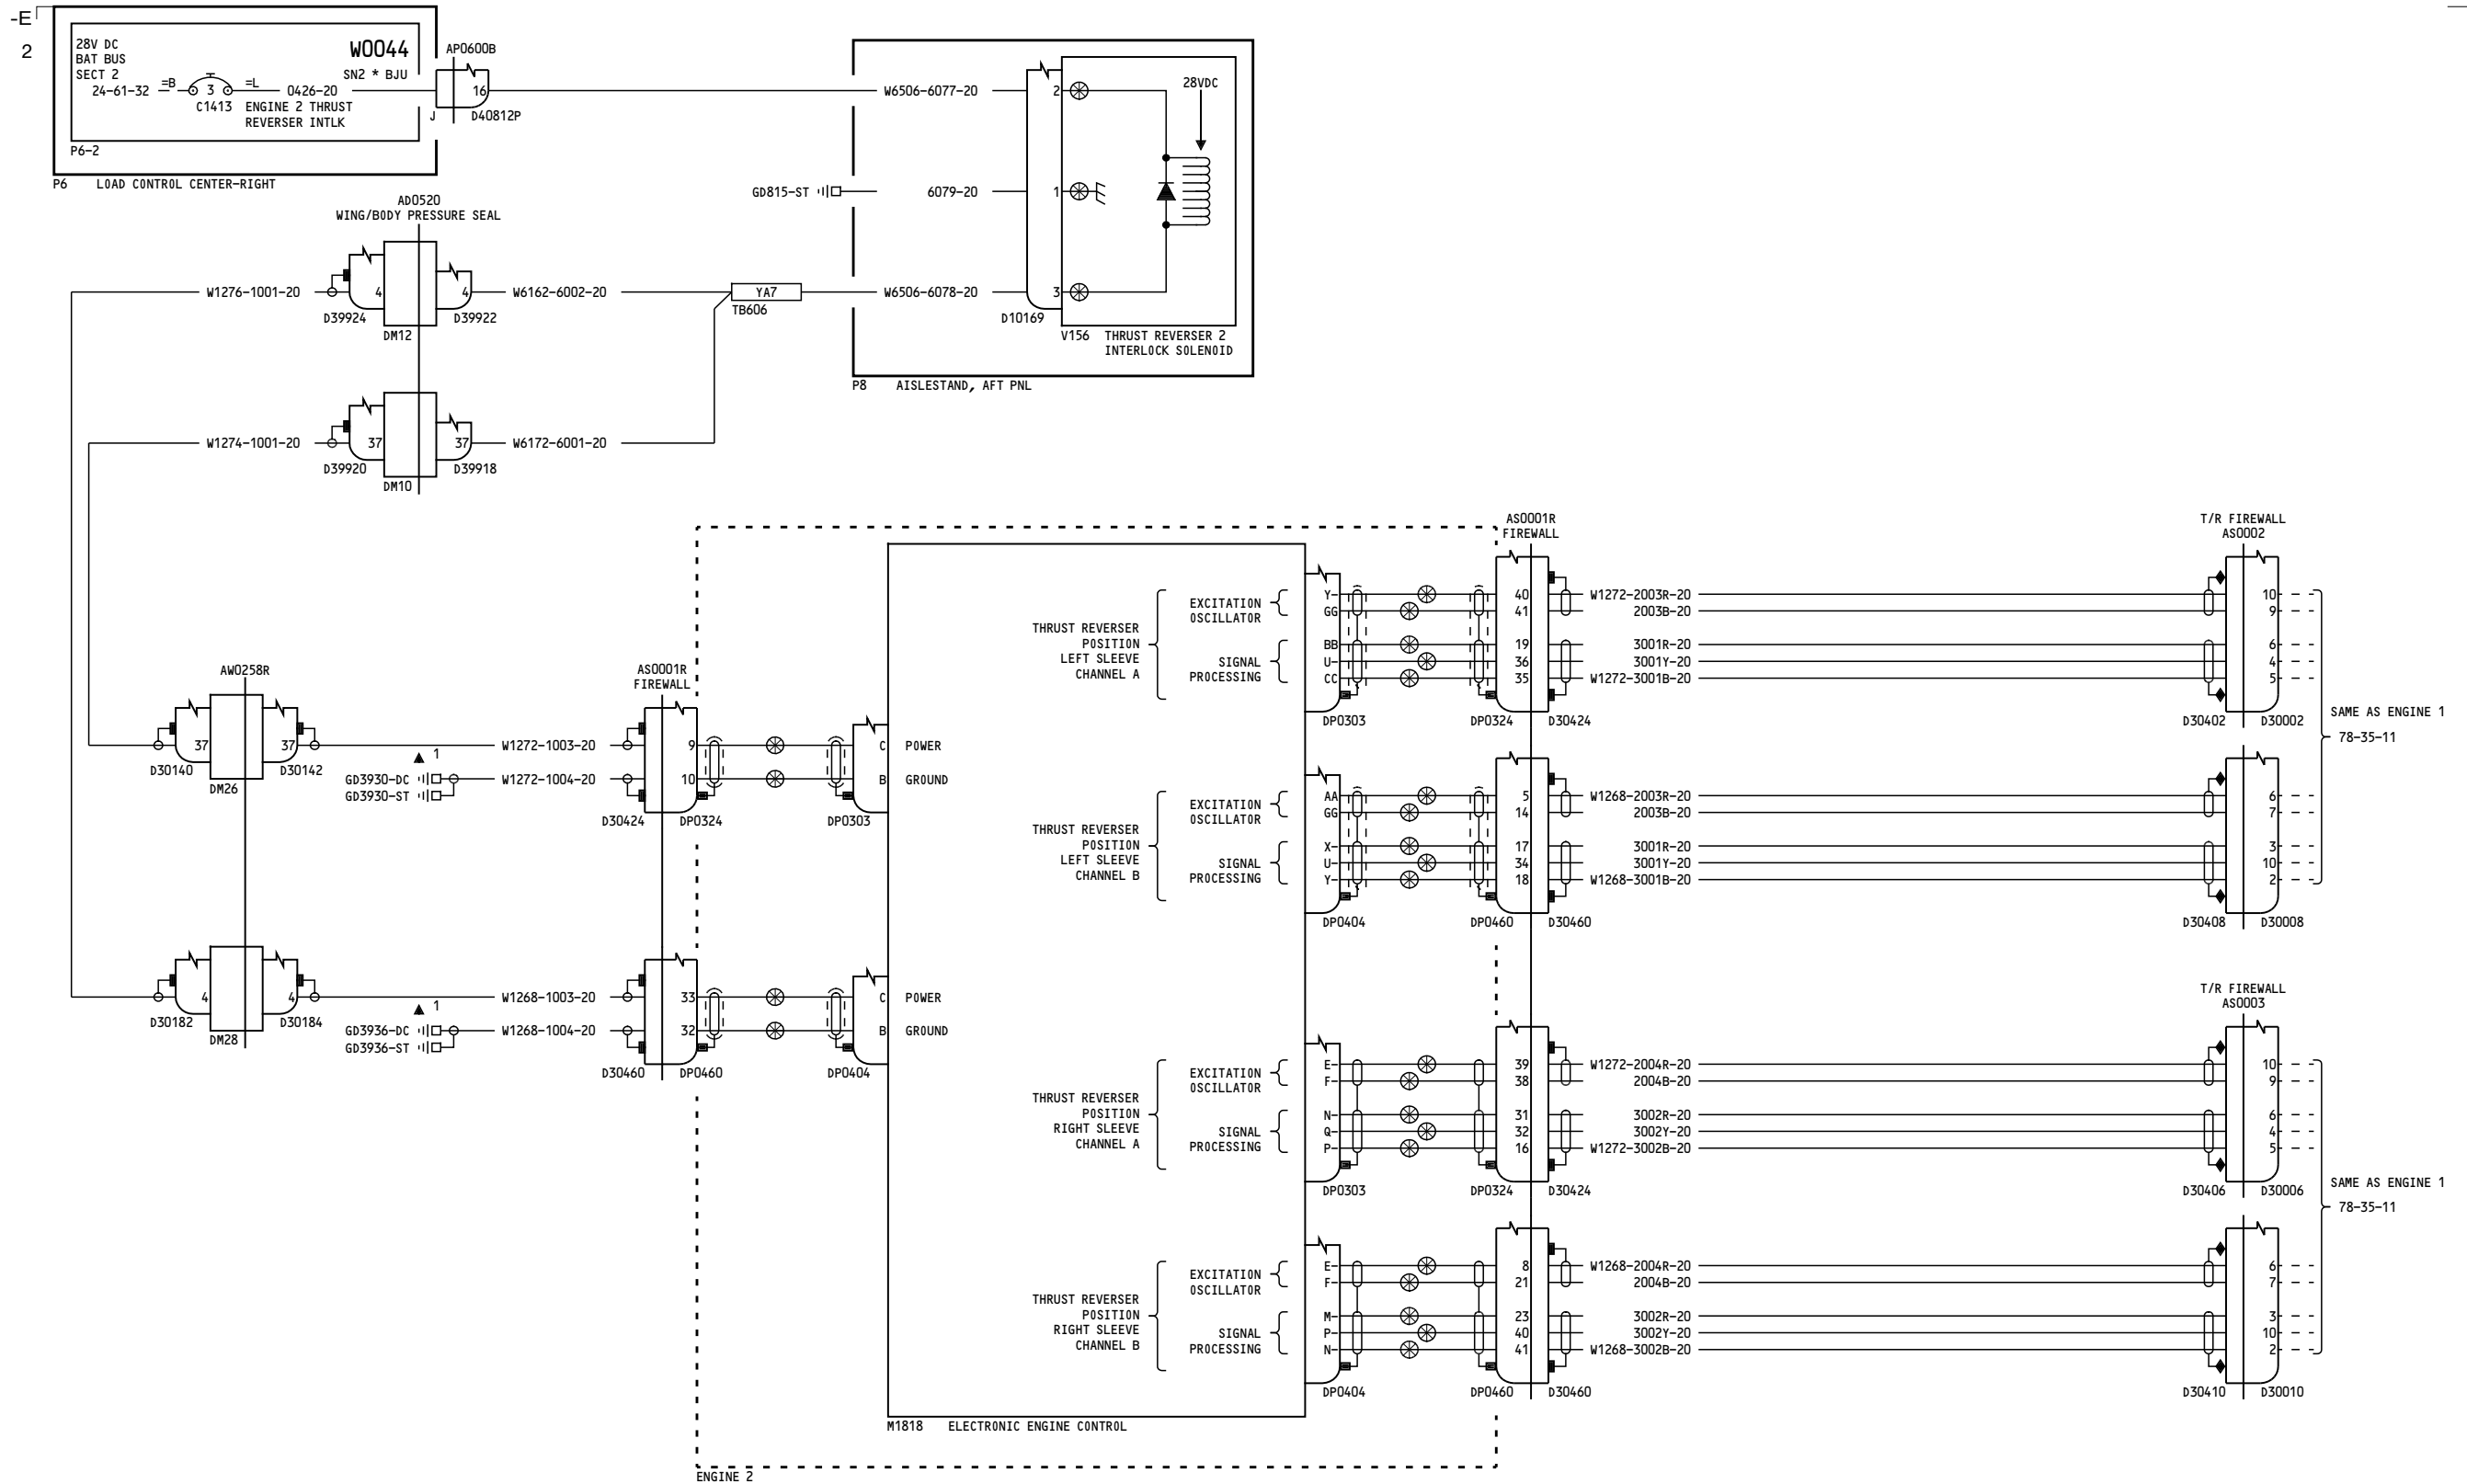 -E
2
28V DC
BAT BUS
SECT 2
24-61-32
=B
3
=L
0426-20
C1413
ENGINE 2 THRUST
REVERSER INTLK
W0044
SN2 * BJU
P6-2
P6 LOAD CONTROL CENTER-RIGHT
AP0600B
16
J
D40812P
W6506-6077-20
2
28VDC
GD815-ST
6079-20
1
W6506-6078-20
3
D10169
V156 THRUST REVERSER 2
INTERLOCK SOLENOID
P8 AISLESTAND, AFT PNL
AD0520
WING/BODY PRESSURE SEAL
W1276-1001-20
4
4
W6162-6002-20
YA7
TB606
D39924
D39922
DM12
W1274-1001-20
37
37
W6172-6001-20
D39920
D39918
DM10
AW0258R
37
37
D30140
D30142
DM26
W1272-1003-20
1
GD3930-DC
W1272-1004-20
GD3930-ST
AS0001R
FIREWALL
9
10
D30424
DP0324
DP0303
C POWER
B GROUND
4
4
D30182
D30184
DM28
W1268-1003-20
1
GD3936-DC
W1268-1004-20
GD3936-ST
33
32
D30460
DP0460
DP0404
C POWER
B GROUND
THRUST REVERSER
POSITION
LEFT SLEEVE
CHANNEL A
EXCITATION
OSCILLATOR
SIGNAL
PROCESSING
Y-
GG
BB
U-
CC
DP0303
DP0324
D30424
AS0001R
FIREWALL
40
41
19
36
35
W1272-2003R-20
2003B-20
3001R-20
3001Y-20
W1272-3001B-20
T/R FIREWALL
AS0002
10
9
6
4
5
D30402
D30002
SAME AS ENGINE 1
78-35-11
THRUST REVERSER
POSITION
LEFT SLEEVE
CHANNEL B
EXCITATION
OSCILLATOR
SIGNAL
PROCESSING
AA
GG
X-
U-
Y-
DP0404
DP0460
D30460
5
14
17
34
18
W1268-2003R-20
2003B-20
3001R-20
3001Y-20
W1268-3001B-20
6
7
3
10
2
D30408
D30008
THRUST REVERSER
POSITION
RIGHT SLEEVE
CHANNEL A
EXCITATION
OSCILLATOR
SIGNAL
PROCESSING
E-
F-
N-
Q-
P-
DP0303
DP0324
D30424
39
38
31
32
16
W1272-2004R-20
2004B-20
3002R-20
3002Y-20
W1272-3002B-20
T/R FIREWALL
AS0003
10
9
6
4
5
D30406
D30006
SAME AS ENGINE 1
78-35-11
THRUST REVERSER
POSITION
RIGHT SLEEVE
CHANNEL B
EXCITATION
OSCILLATOR
SIGNAL
PROCESSING
E-
F-
M-
P-
N-
DP0404
DP0460
D30460
8
21
23
40
41
W1268-2004R-20
2004B-20
3002R-20
3002Y-20
W1268-3002B-20
6
7
3
10
2
D30410
D30010
M1818 ELECTRONIC ENGINE CONTROL
ENGINE 2